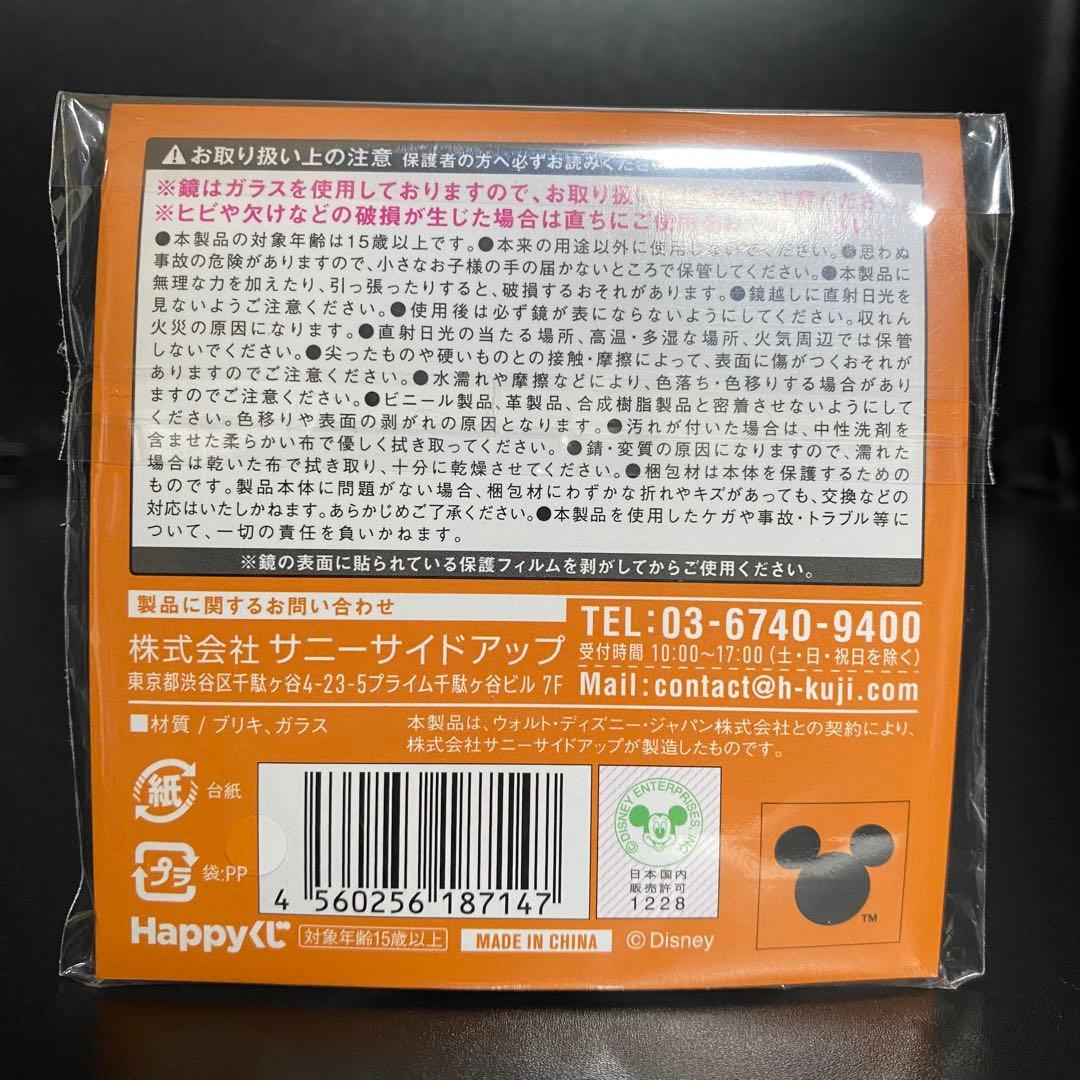 ⚠お取り扱い上の注意 保護者の方へ必ずお読みくださ
※鏡はガラスを使用しておりますので、お取り扱い 注意ください。
※ヒビや欠けなどの破損が生じた場合は直ちにご使用をお
●本製品の対象年齢は15歳以上です。●本来の用途以外に使用しないでください。●思わぬ
事故の危険がありますので、小さなお子様の手の届かないところで保管してください。●本製品に
無理な力を加えたり、引っ張ったりすると、破損するおそれがあります。●鏡越しに直射日光を
見ないようご注意ください。●使用後は必ず鏡が表にならないようにしてください。収れん
火災の原因になります。●直射日光の当たる場所、高温・多湿な場所、火気周辺では保管
しないでください。●尖ったものや硬いものとの接触・摩擦によって、表面に傷がつくおそれが
ありますのでご注意ください。●水濡れや摩擦などにより、色落ち・色移りする場合があり
ますのでご注意ください。●ビニール製品、革製品、合成樹脂製品と密着させないようにして
ください。色移りや表面の剥がれの原因となります。●汚れが付いた場合は、中性洗剤を
含ませた柔らかい布で優しく拭き取ってください。●錆・変質の原因になりますので、濡れた
場合は乾いた布で拭き取り、十分に乾燥させてください。●梱包材は本体を保護するための
ものです。製品本体に問題がない場合、梱包材にわずかな折れやキズがあっても、交換などの
対応はいたしかねます。あらかじめご了承ください。●本製品を使用したケガや事故・トラブル等に
ついて、一切の責任を負いかねます。
※鏡の表面に貼られている保護フィルムを剥がしてからご使用ください。
製品に関するお問い合わせ
株式会社 サニーサイドアップ
東京都渋谷区千駄ヶ谷4-23-5プライム千駄ヶ谷ビル 7F
TEL:03-6740-9400
受付時間 10:00〜17:00(土・日・祝日を除く)
Mail:contact@h-kuji.com
■材質 / ブリキ、ガラス
本製品は、ウォルト・ディズニー・ジャパン株式会社との契約により、
株式会社サニーサイドアップが製造したものです。
紙 台紙
プラ 袋:PP
4 560256 187147
©DISNEY ENTERPRISES, INC.
日本国内
販売許可
1228
TM
Happyくじ 対象年齢15歳以上 MADE IN CHINA ©Disney